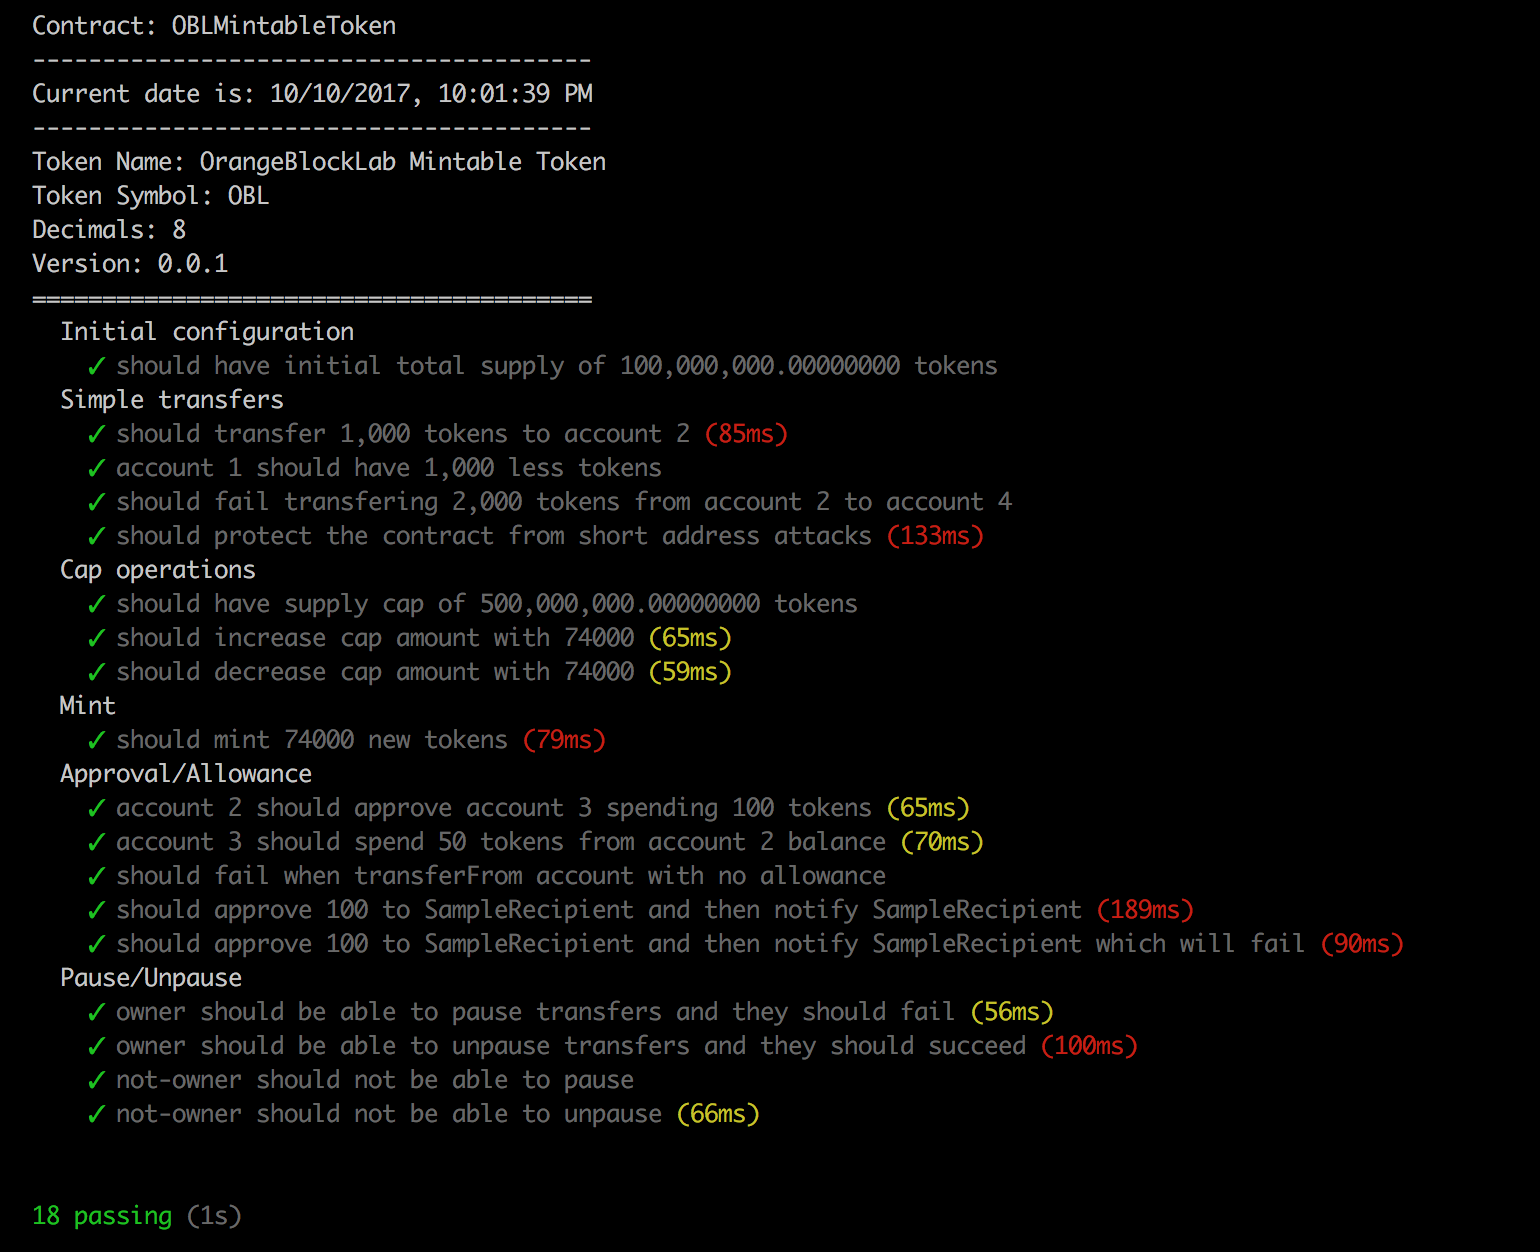 Contract: OBLMintableToken
----------------------------------------
Current date is: 10/10/2017, 10:01:39 PM
----------------------------------------
Token Name: OrangeBlockLab Mintable Token
Token Symbol: OBL
Decimals: 8
Version: 0.0.1
========================================
Initial configuration
✓ should have initial total supply of 100,000,000.00000000 tokens
Simple transfers
✓ should transfer 1,000 tokens to account 2 (85ms)
✓ account 1 should have 1,000 less tokens
✓ should fail transfering 2,000 tokens from account 2 to account 4
✓ should protect the contract from short address attacks (133ms)
Cap operations
✓ should have supply cap of 500,000,000.00000000 tokens
✓ should increase cap amount with 74000 (65ms)
✓ should decrease cap amount with 74000 (59ms)
Mint
✓ should mint 74000 new tokens (79ms)
Approval/Allowance
✓ account 2 should approve account 3 spending 100 tokens (65ms)
✓ account 3 should spend 50 tokens from account 2 balance (70ms)
✓ should fail when transferFrom account with no allowance
✓ should approve 100 to SampleRecipient and then notify SampleRecipient (189ms)
✓ should approve 100 to SampleRecipient and then notify SampleRecipient which will fail (90ms)
Pause/Unpause
✓ owner should be able to pause transfers and they should fail (56ms)
✓ owner should be able to unpause transfers and they should succeed (100ms)
✓ not-owner should not be able to pause
✓ not-owner should not be able to unpause (66ms)
18 passing (1s)